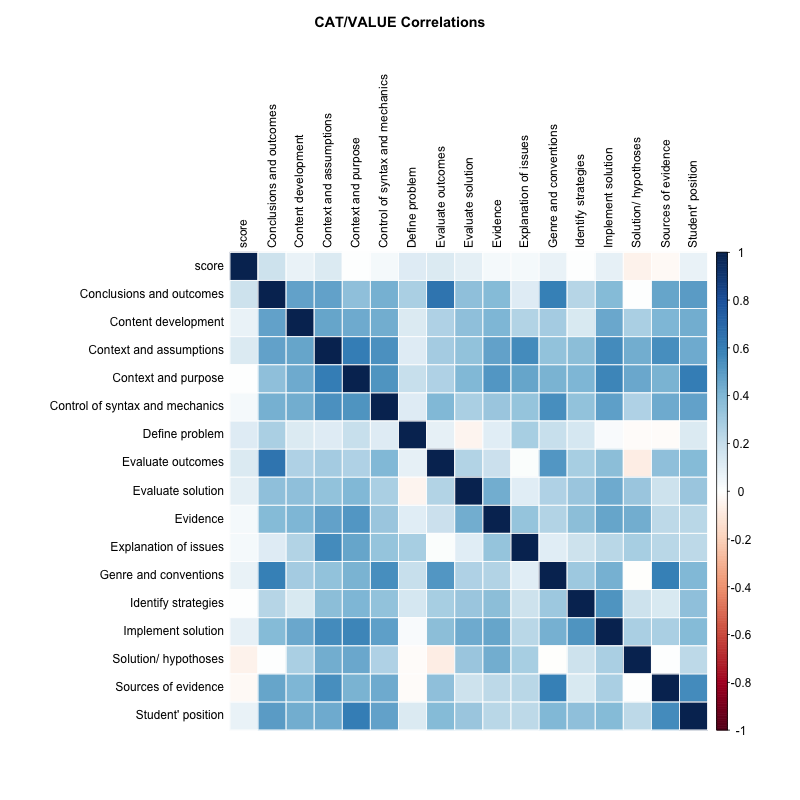 CAT/VALUE Correlations
score
Conclusions and outcomes
Content development
Context and assumptions
Context and purpose
Control of syntax and mechanics
Define problem
Evaluate outcomes
Evaluate solution
Evidence
Explanation of issues
Genre and conventions
Identify strategies
Implement solution
Solution/ hypotheses
Sources of evidence
Student' position
score
Conclusions and outcomes
Content development
Context and assumptions
Context and purpose
Control of syntax and mechanics
Define problem
Evaluate outcomes
Evaluate solution
Evidence
Explanation of issues
Genre and conventions
Identify strategies
Implement solution
Solution/ hypotheses
Sources of evidence
Student' position
1
0.8
0.6
0.4
0.2
0
-0.2
-0.4
-0.6
-0.8
-1